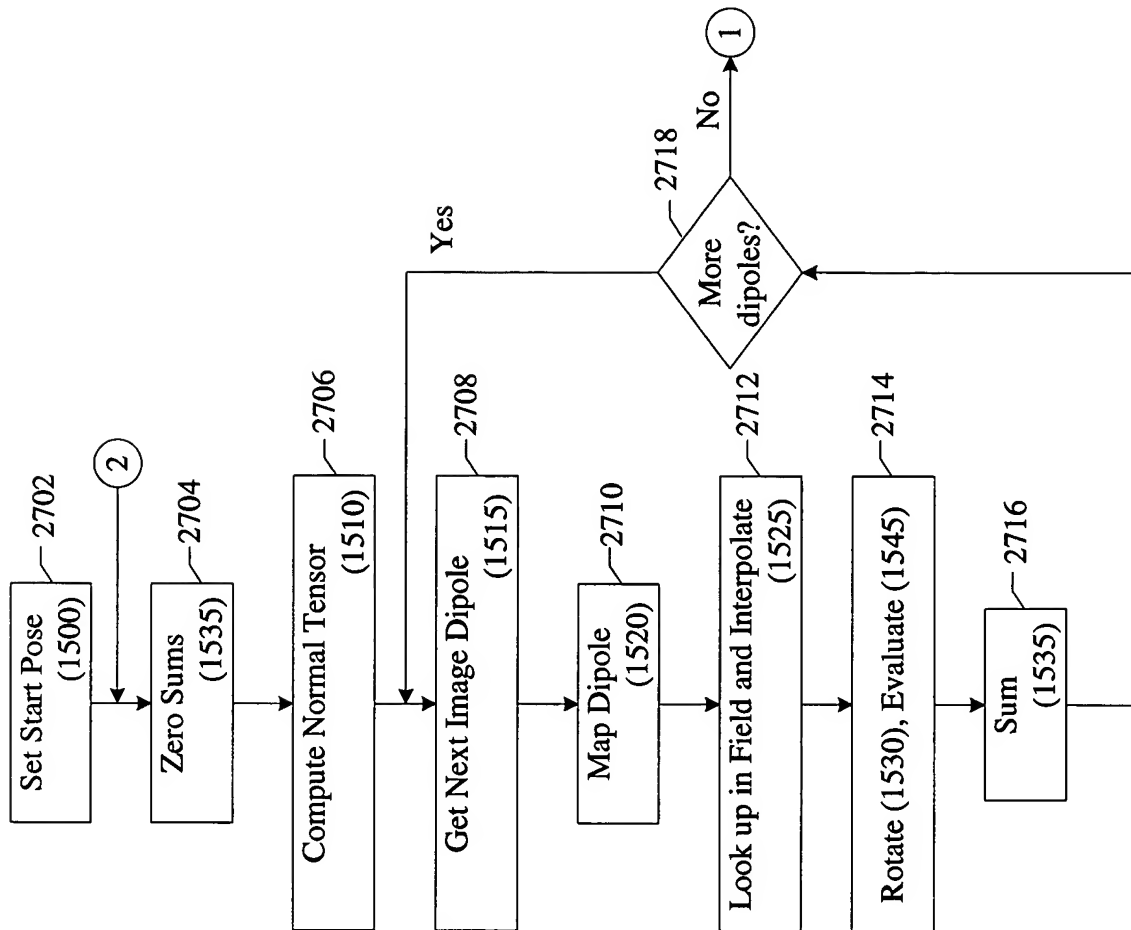 Set Start Pose
(1500)
2702
2
Zero Sums
(1535)
2704
Compute Normal Tensor
(1510)
2706
Get Next Image Dipole
(1515)
2708
Map Dipole
(1520)
2710
Look up in Field and Interpolate
(1525)
2712
Rotate (1530), Evaluate (1545)
2714
Sum
(1535)
2716
More
dipoles?
2718
Yes
No
1